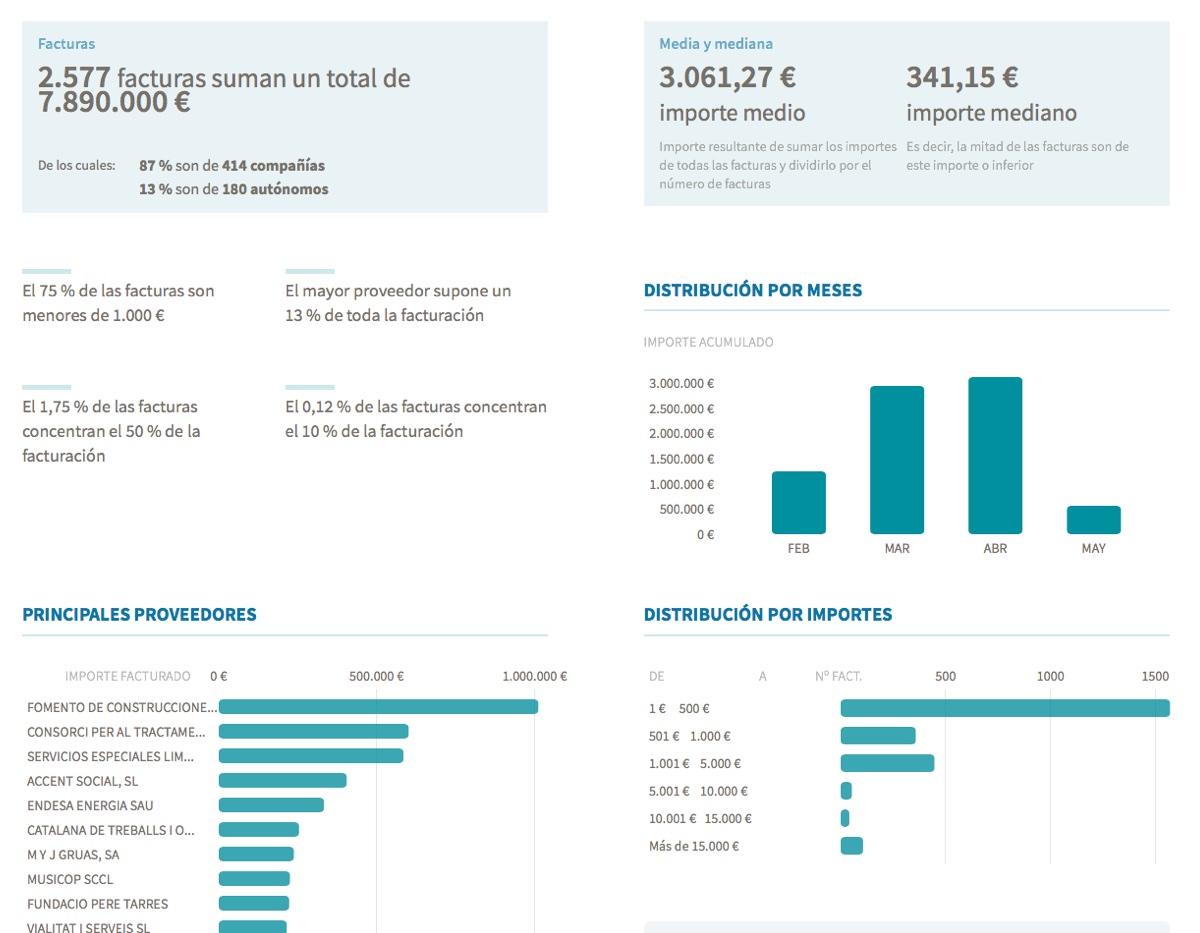 Facturas
2.577 facturas suman un total de
7.890.000 €
De los cuales: 87 % son de 414 compañías
13 % son de 180 autónomos
Media y mediana
3.061,27 €
importe medio
Importe resultante de sumar los importes
de todas las facturas y dividirlo por el
número de facturas
341,15 €
importe mediano
Es decir, la mitad de las facturas son de
este importe o inferior
El 75 % de las facturas son
menores de 1.000 €
El mayor proveedor supone un
13 % de toda la facturación
El 1,75 % de las facturas
concentran el 50 % de la
facturación
El 0,12 % de las facturas concentran
el 10 % de la facturación
DISTRIBUCIÓN POR MESES
IMPORTE ACUMULADO
3.000.000 €
2.500.000 €
2.000.000 €
1.500.000 €
1.000.000 €
500.000 €
0 €
FEB MAR ABR MAY
PRINCIPALES PROVEEDORES
IMPORTE FACTURADO 0 € 500.000 € 1.000.000 €
FOMENTO DE CONSTRUCCIONE...
CONSORCI PER AL TRACTAME...
SERVICIOS ESPECIALES LIM...
ACCENT SOCIAL, SL
ENDESA ENERGIA SAU
CATALANA DE TREBALLS I O...
M Y J GRUAS, SA
MUSICOP SCCL
FUNDACIO PERE TARRES
VIALITAT I SERVEIS SL
DISTRIBUCIÓN POR IMPORTES
DE A Nº FACT. 500 1000 1500
1 € 500 €
501 € 1.000 €
1.001 € 5.000 €
5.001 € 10.000 €
10.001 € 15.000 €
Más de 15.000 €